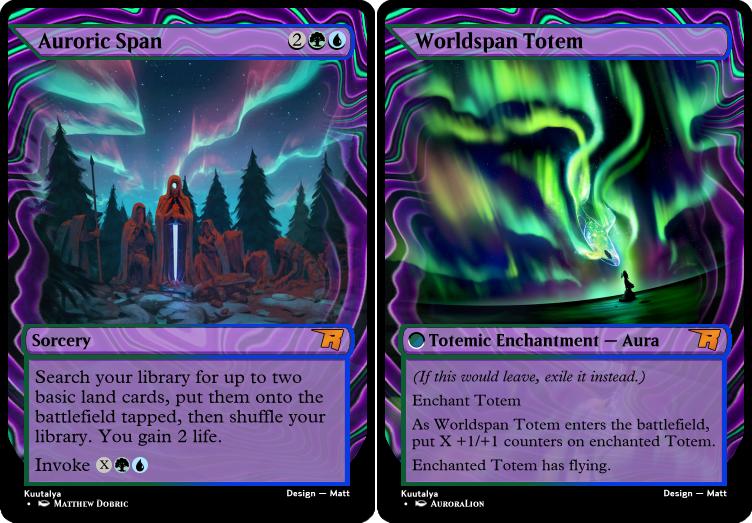 Auroric Span 2
Sorcery
Search your library for up to two
basic land cards, put them onto the
battlefield tapped, then shuffle your
library. You gain 2 life.
Invoke X
Kuutalya Design — Matt
• Matthew Dobric
Worldspan Totem
Totemic Enchantment — Aura
(If this would leave, exile it instead.)
Enchant Totem
As Worldspan Totem enters the battlefield,
put X +1/+1 counters on enchanted Totem.
Enchanted Totem has flying.
Kuutalya Design — Matt
• AuroraLion